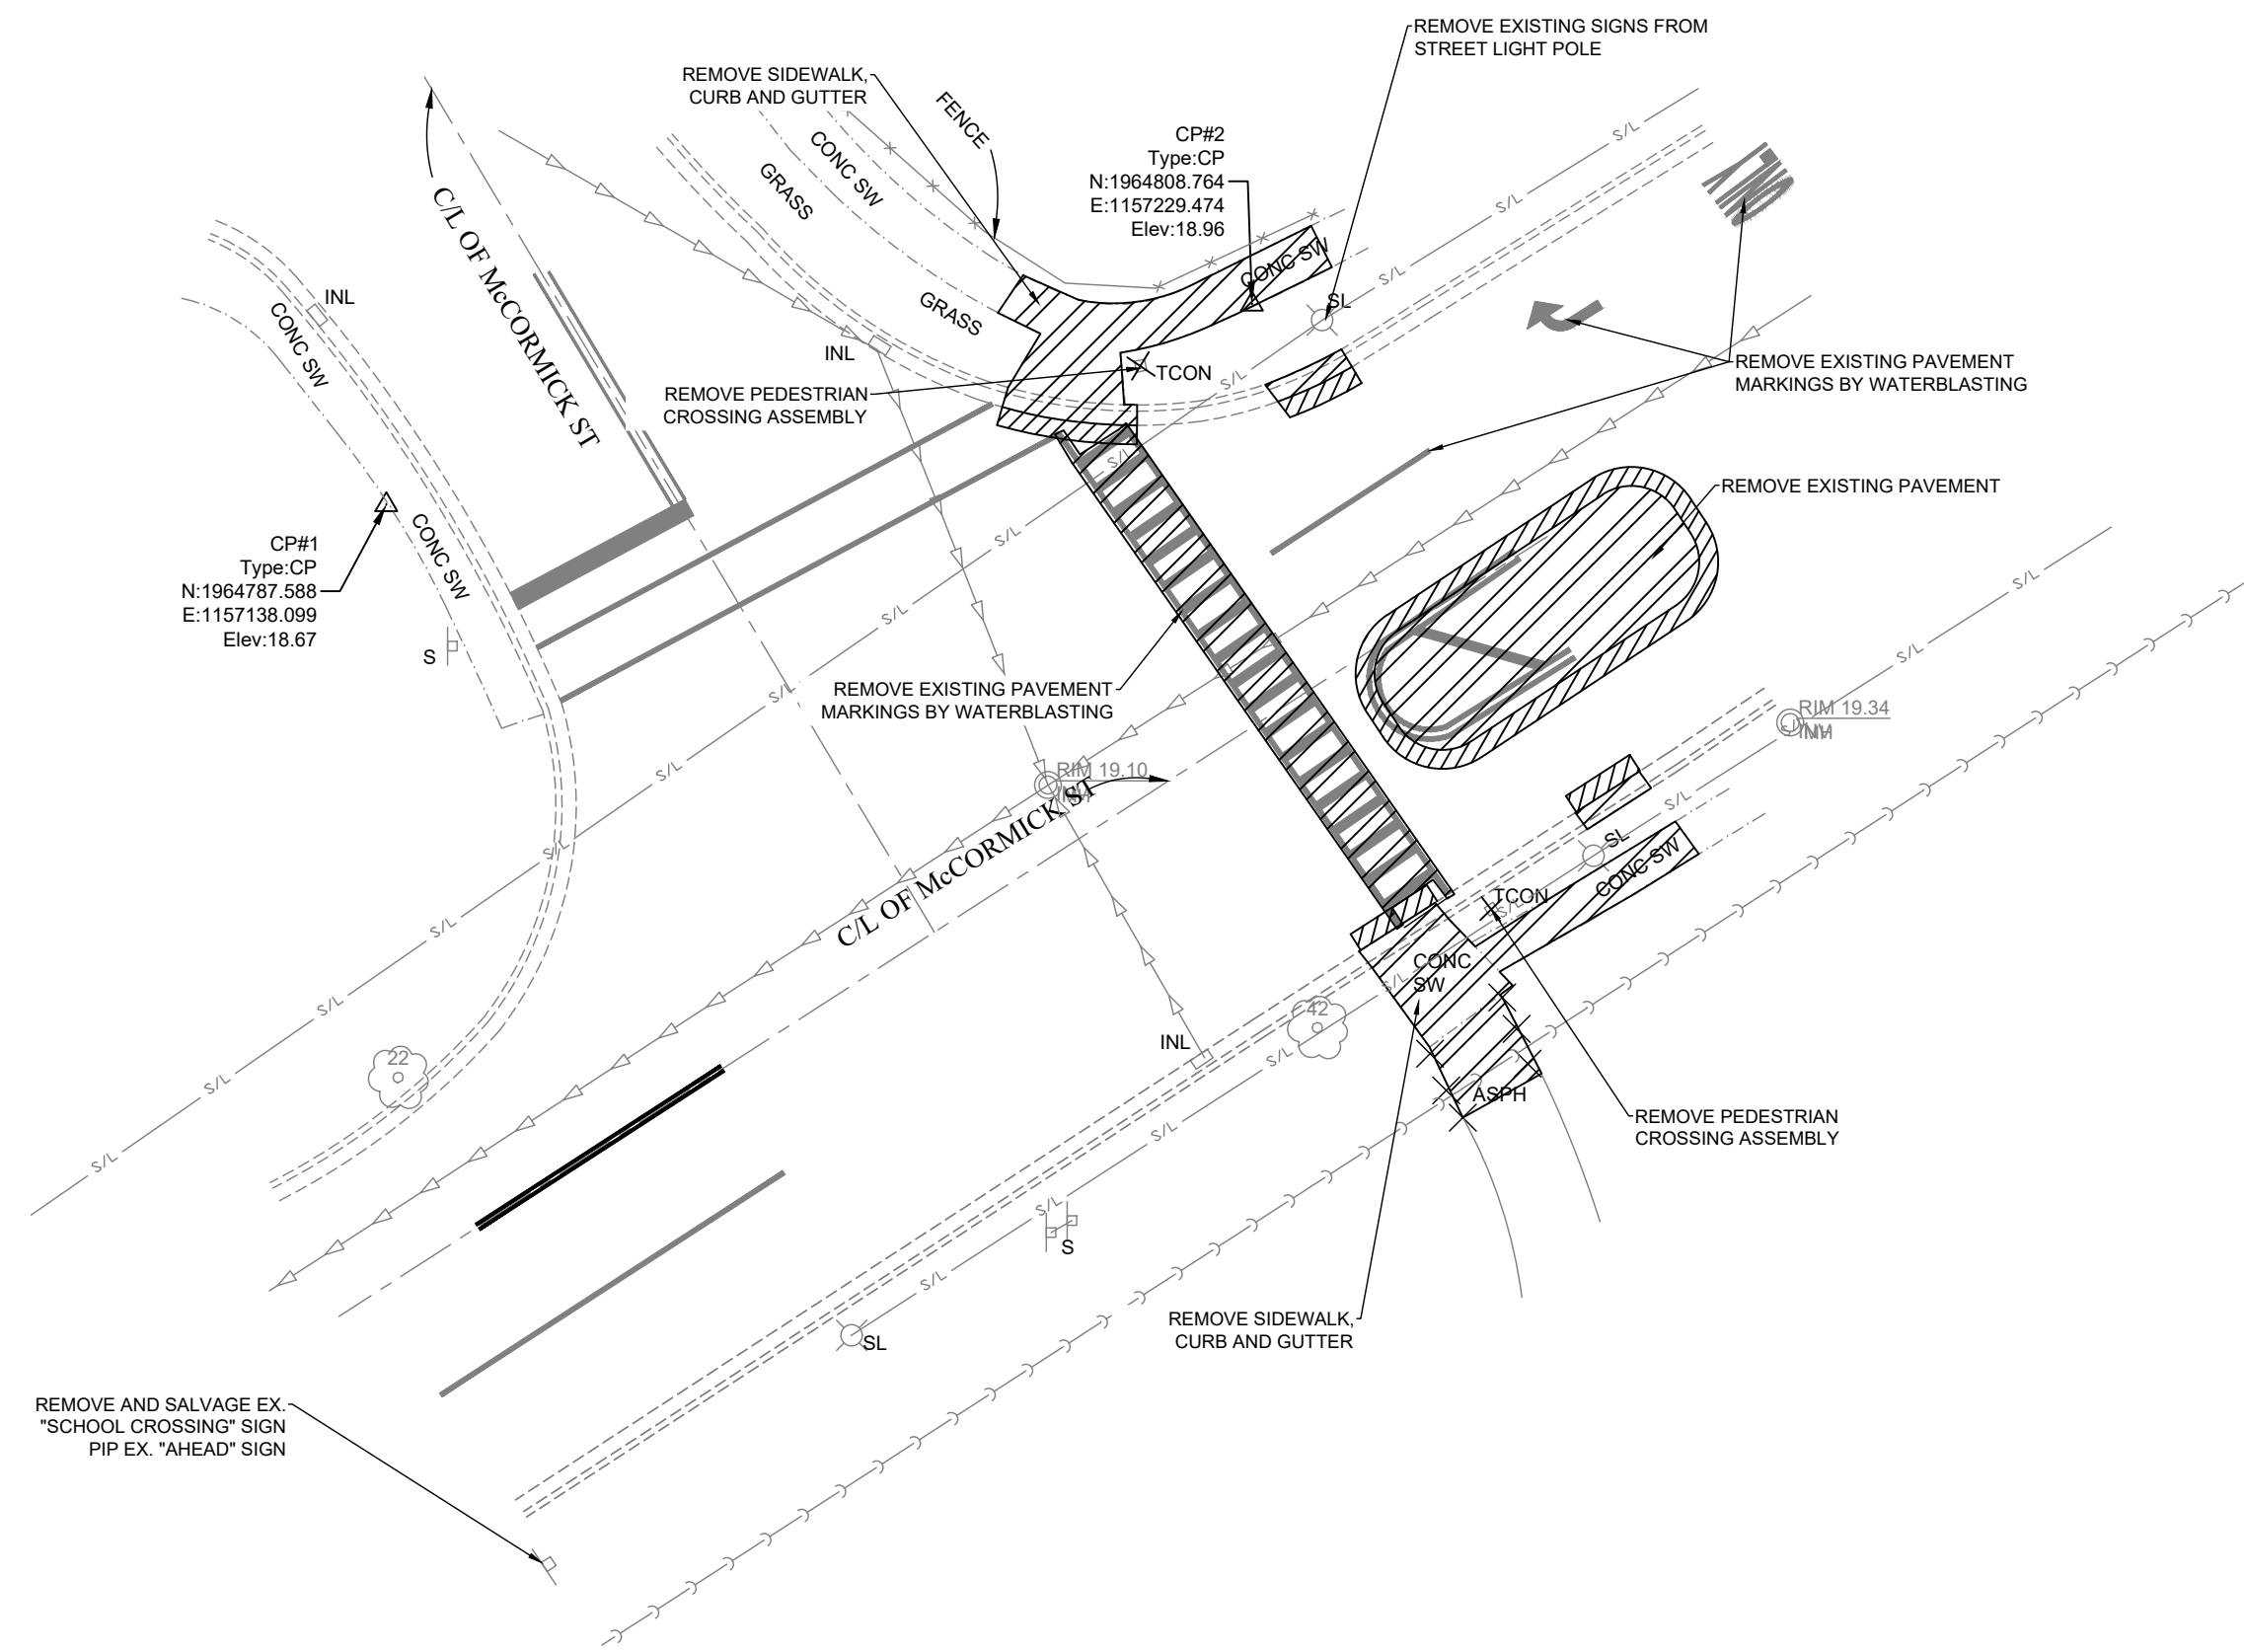 REMOVE EXISTING SIGNS FROM
STREET LIGHT POLE
REMOVE SIDEWALK,
CURB AND GUTTER
FENCE
CONC SW
GRASS
CP#2
Type:CP
N:1964808.764
E:1157229.474
Elev:18.96
S/L
S/L
S/L
S/L
CONC SW
SL
GRASS
C/L OF McCORMICK ST
INL
CONC SW
INL
TCON
REMOVE PEDESTRIAN
CROSSING ASSEMBLY
REMOVE EXISTING PAVEMENT
MARKINGS BY WATERBLASTING
REMOVE EXISTING PAVEMENT
CONC SW
CP#1
Type:CP
N:1964787.588
E:1157138.099
Elev:18.67
S
S/L
S/L
S/L
S/L
S/L
S/L
S/L
S/L
S/L
S/L
REMOVE EXISTING PAVEMENT
MARKINGS BY WATERBLASTING
S/L
S/L
S/L
RIM 19.34
RIM 19.10
C/L OF McCORMICK ST
SL
CONC SW
TCON
S/L
CONC
SW
S/L
42
INL
S/L
22
ASPH
S/L
REMOVE PEDESTRIAN
CROSSING ASSEMBLY
S/L
S
S/L
SL
REMOVE SIDEWALK,
CURB AND GUTTER
REMOVE AND SALVAGE EX.
"SCHOOL CROSSING" SIGN
PIP EX. "AHEAD" SIGN